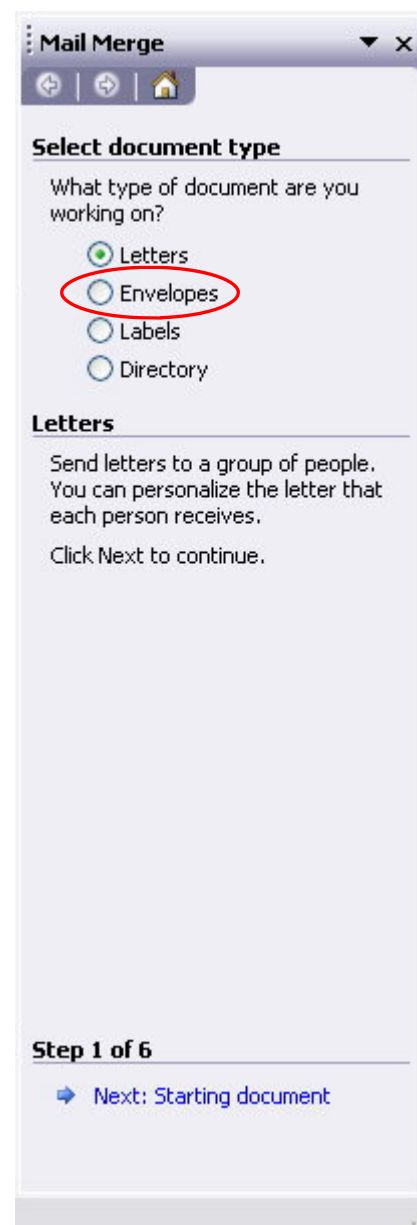 Mail Merge
Select document type
What type of document are you
working on?
Letters
Envelopes
Labels
Directory
Letters
Send letters to a group of people.
You can personalize the letter that
each person receives.
Click Next to continue.
Step 1 of 6
Next: Starting document